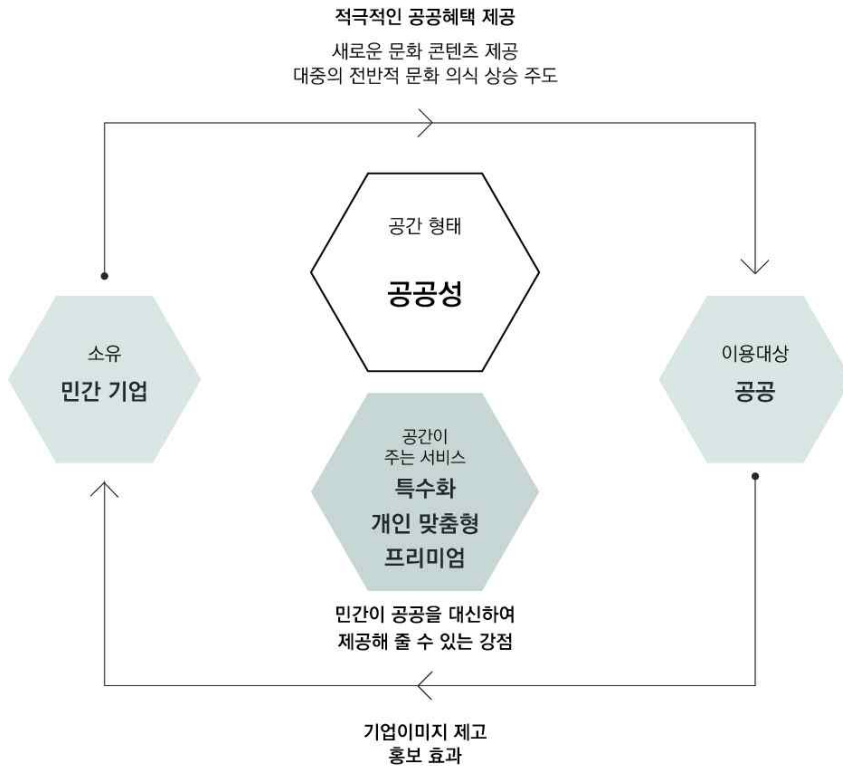 적극적인 공공혜택 제공
새로운 문화 콘텐츠 제공
대중의 전반적 문화 의식 상승 주도
공간 형태
공공성
소유
민간 기업
이용대상
공공
공간이
주는 서비스
특수화
개인 맞춤형
프리미엄
민간이 공공을 대신하여
제공해 줄 수 있는 강점
기업이미지 제고
홍보 효과